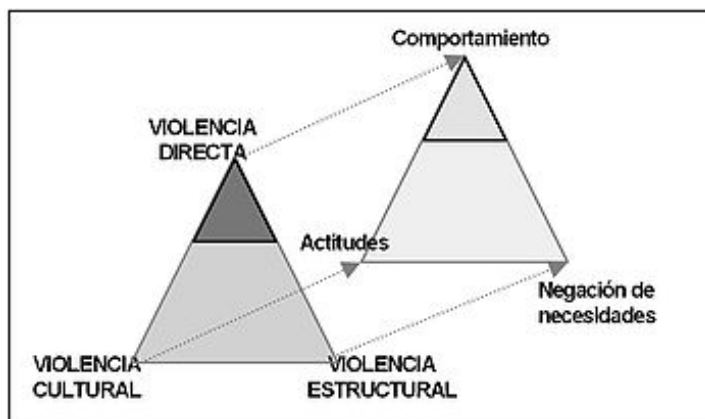 Comportamiento
VIOLENCIA
DIRECTA
Actitudes
Negación de
necesidades
VIOLENCIA
CULTURAL
VIOLENCIA
ESTRUCTURAL